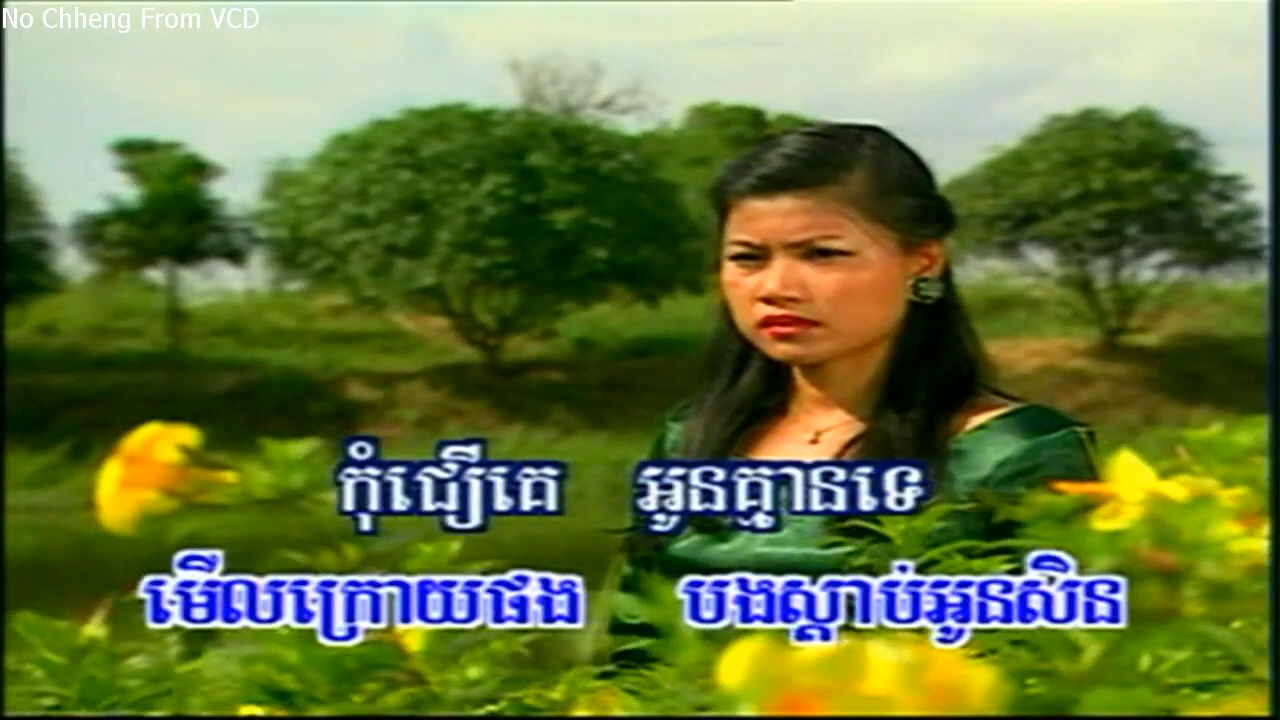 No Chheng From VCD
កុំជឿគេ អូនគ្មានទេ
មើលក្រោយផង បងស្ដាប់អូនសិន